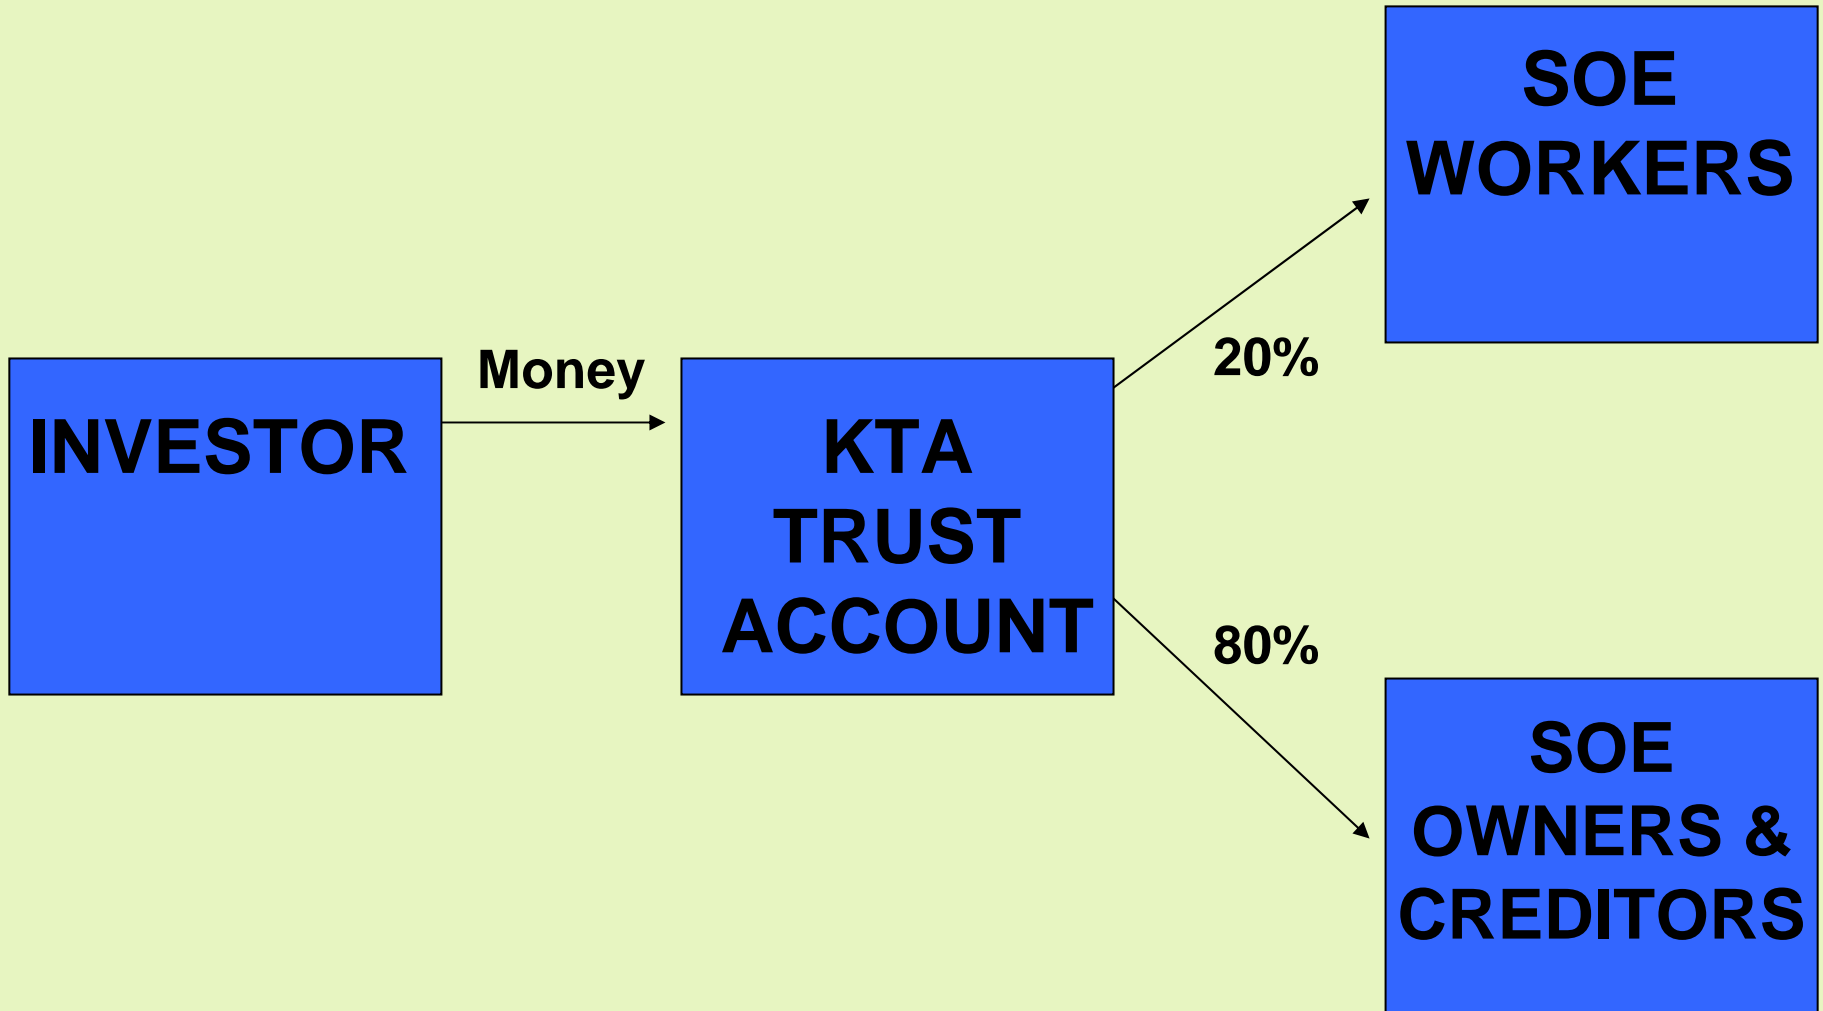 INVESTOR
Money
KTA
TRUST
ACCOUNT
20%
80%
SOE
WORKERS
SOE
OWNERS &
CREDITORS